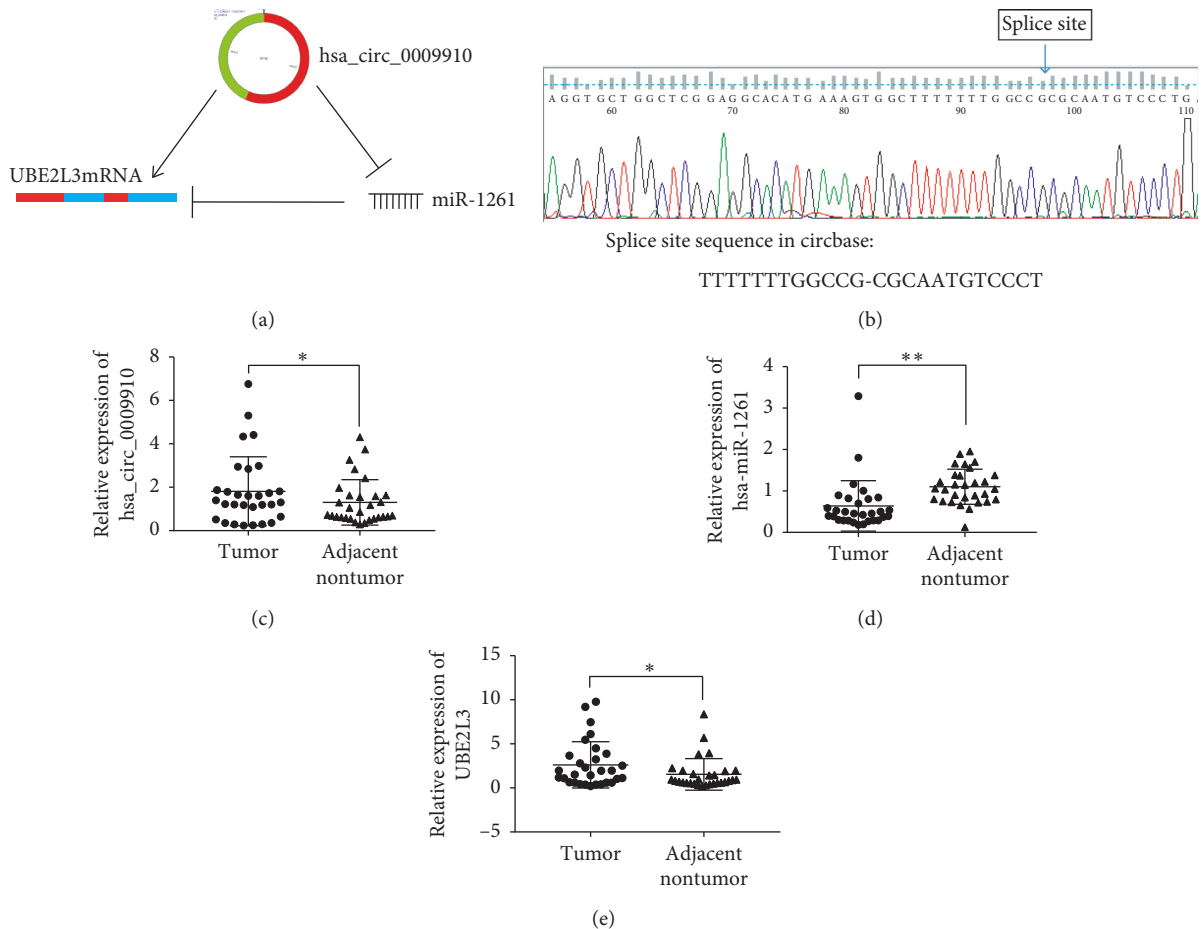 hsa_circ_0009910
UBE2L3mRNA
miR-1261
(a)
Splice site
A G G T G C T G G C T C G G A G G C A C A T G A A A G T G G C T T T T T T T G G C C G C G C A A T G T C C C T G
60 70 80 90 100 110
Splice site sequence in circbase:
TTTTTTTGGCCG-CGCAATGTCCCT
(b)
Relative expression of
hsa_circ_0009910
8
6
4
2
0
*
Tumor
Adjacent
nontumor
(c)
Relative expression of
hsa-miR-1261
4
3
2
1
0
**
Tumor
Adjacent
nontumor
(d)
Relative expression of
UBE2L3
15
10
5
0
−5
*
Tumor
Adjacent
nontumor
(e)